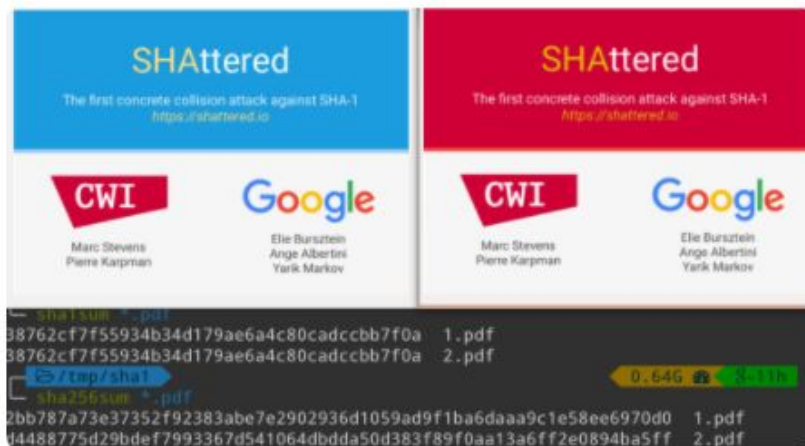 SHAttered
The first concrete collision attack against SHA-1
https://shattered.io
CWI
Google
Marc Stevens
Pierre Karpman
Elie Bursztein
Ange Albertini
Yarik Markov
SHAttered
The first concrete collision attack against SHA-1
https://shattered.io
CWI
Google
Marc Stevens
Pierre Karpman
Elie Bursztein
Ange Albertini
Yarik Markov
sha1sum *.pdf
38762cf7f55934b34d179ae6a4c80cadccbb7f0a 1.pdf
38762cf7f55934b34d179ae6a4c80cadccbb7f0a 2.pdf
/tmp/sha1 0.64G
sha256sum *.pdf
2bb787a73e37352f92383abe7e2902936d1059ad9f1ba6daaa9c1e58ee6970d0 1.pdf
d4488775d29bdef7993367d541064dbdda50d383f89f0aa13a6ff2e0894ba5ff 2.pdf